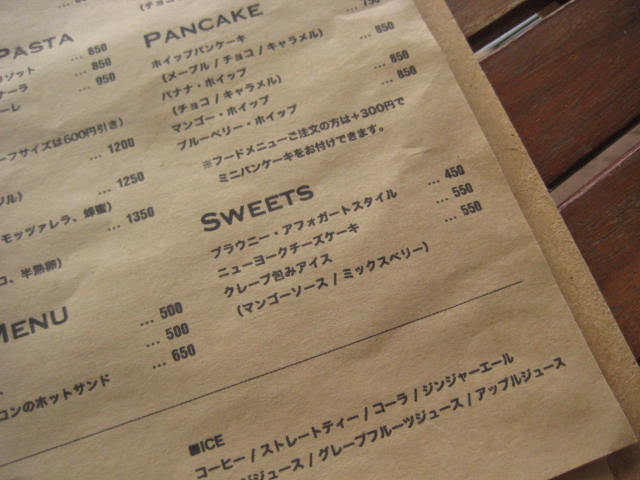 PASTA
... 850
... 850
... 950
ーフサイズは600円引き)
... 1200
... 1250
モッツァレラ、蜂蜜)
... 1350
コ、半熟卵)
MENU
... 500
... 500
コンのホットサンド
... 650
PANCAKE
ホイップパンケーキ
(メープル / チョコ / キャラメル)
... 850
バナナ・ホイップ
(チョコ / キャラメル)
... 850
マンゴー・ホイップ
... 850
ブルーベリー・ホイップ
※フードメニューご注文の方は+300円で
ミニパンケーキをお付けできます。
SWEETS
ブラウニー・アフォガートスタイル ... 450
ニューヨークチーズケーキ ... 550
クレープ包みアイス ... 550
(マンゴーソース / ミックスベリー)
■ICE
コーヒー / ストレートティー / コーラ / ジンジャーエール
ジュース / グレープフルーツジュース / アップルジュース